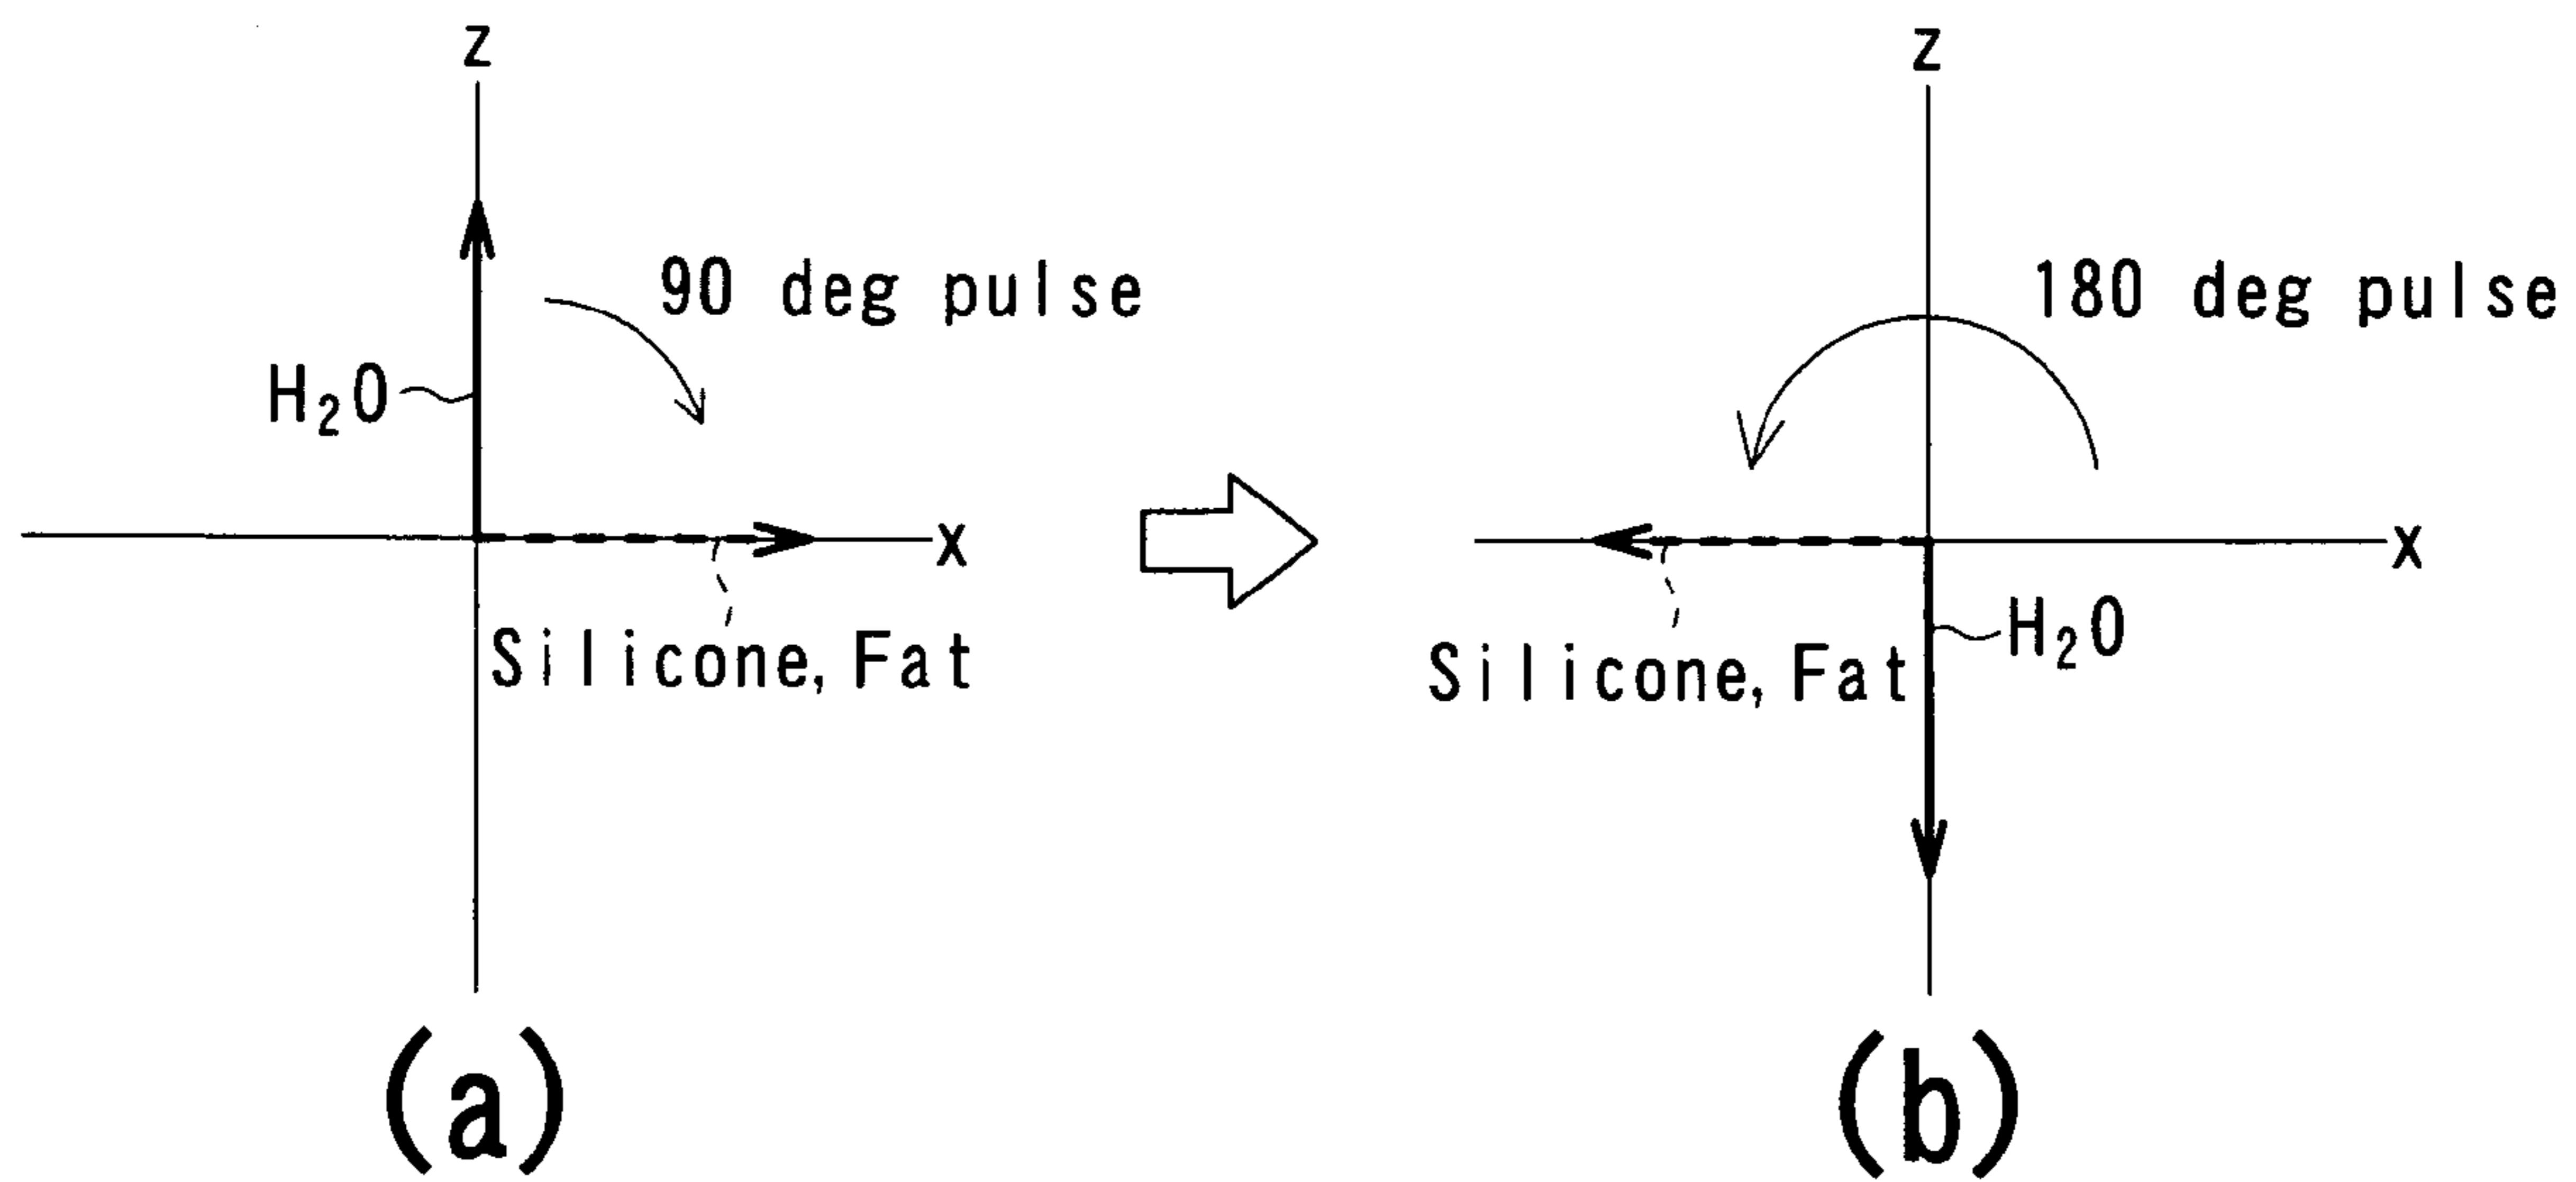 z
90 deg pulse
H₂O
x
Silicone, Fat
(a)
z
180 deg pulse
x
H₂O
Silicone, Fat
(b)